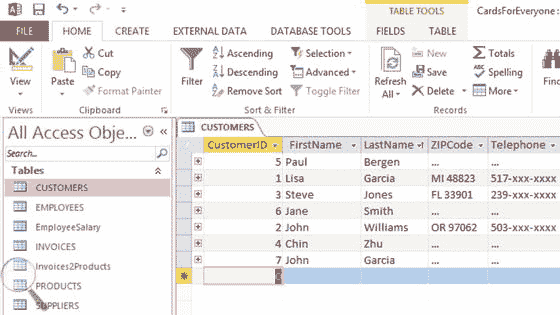 TABLE TOOLS CardsForEveryone :
FILE HOME CREATE EXTERNAL DATA DATABASE TOOLS FIELDS TABLE
View
Views
Paste
Cut
Copy
Format Painter
Clipboard
Filter
Ascending
Descending
Remove Sort
Selection
Advanced
Toggle Filter
Sort & Filter
Refresh
All
New
Save
Delete
Totals
Spelling
More
Records
Find
All Access Obje...
Search...
Tables
CUSTOMERS
EMPLOYEES
EmployeeSalary
INVOICES
Invoices2Products
PRODUCTS
SUPPLIERS
CUSTOMERS
CustomerID FirstName LastName ZIPCode Telephone
5 Paul Bergen ... ...
1 Lisa Garcia MI 48823 517-xxx-xxxx
3 Steve Jones FL 33901 239-xxx-xxxx
6 Jane Smith ... ...
2 John Williams OR 97062 503-xxx-xxxx
4 Chin Zhu ... ...
7 John Garcia ... ...
0